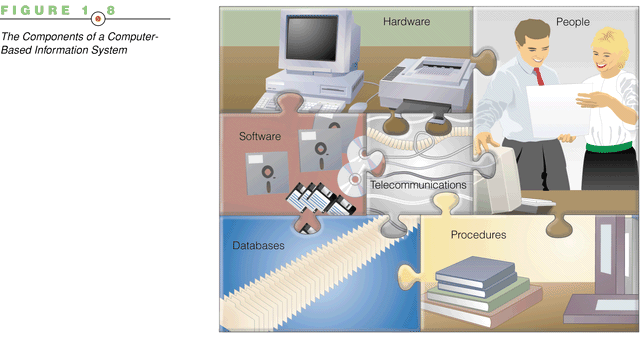 FIGURE 1 8
The Components of a Computer-
Based Information System
Hardware
People
Software
Telecommunications
Databases
Procedures